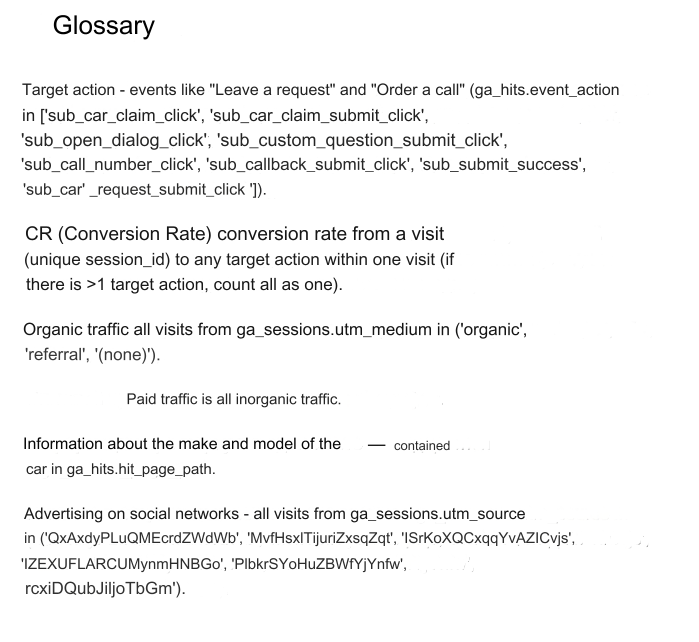 Glossary
Target action - events like "Leave a request" and "Order a call" (ga_hits.event_action
in ['sub_car_claim_click', 'sub_car_claim_submit_click',
'sub_open_dialog_click', 'sub_custom_question_submit_click',
'sub_call_number_click', 'sub_callback_submit_click', 'sub_submit_success',
'sub_car' _request_submit_click ']).
CR (Conversion Rate) conversion rate from a visit
(unique session_id) to any target action within one visit (if
there is >1 target action, count all as one).
Organic traffic all visits from ga_sessions.utm_medium in ('organic',
'referral', '(none)').
Paid traffic is all inorganic traffic.
Information about the make and model of the — contained
car in ga_hits.hit_page_path.
Advertising on social networks - all visits from ga_sessions.utm_source
in ('QxAxdyPLuQMEcrdZWdWb', 'MvfHsxlTijuriZxsqZqt', 'ISrKoXQCxqqYvAZICvjs',
'IZEXUFLARCUMynmHNBGo', 'PlbkrSYoHuZBWfYjYnfw',
rcxiDQubJiljoTbGm').